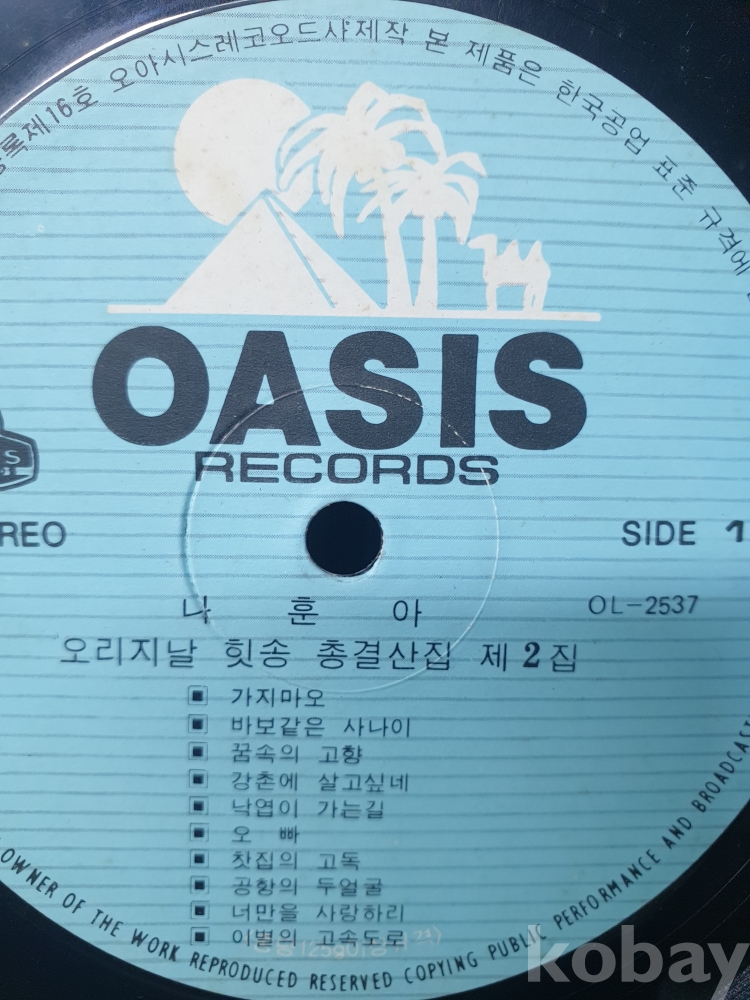 록제16호 오아시스레코오드사제작 본 제품은 한국공업 표준 규격에
OASIS
RECORDS
REO
SIDE 1
나 훈 아
OL-2537
오리지날 힛송 총결산집 제2집
가지마오
바보같은 사나이
꿈속의 고향
강촌에 살고싶네
낙엽이 가는길
오 빠
찻집의 고독
공항의 두얼굴
너만을 사랑하리
이별의 고속도로
OWNER OF THE WORK REPRODUCED RESERVED COPYING PUBLIC PERFORMANCE AND BROADCAST
kobay